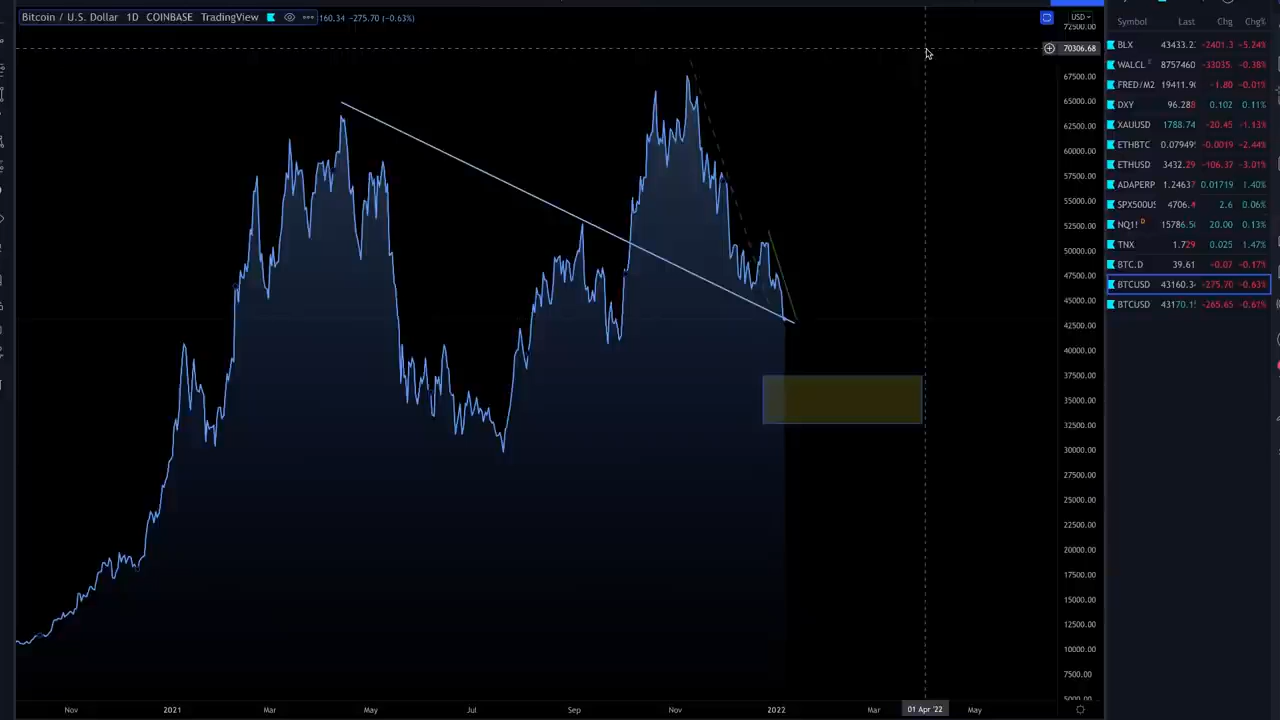 Bitcoin / U.S. Dollar 1D COINBASE TradingView 160.34 −275.70 (−0.63%)
USD
72500.00
70306.68
67500.00
65000.00
62500.00
60000.00
57500.00
55000.00
52500.00
50000.00
47500.00
45000.00
42500.00
40000.00
37500.00
35000.00
32500.00
30000.00
27500.00
25000.00
22500.00
20000.00
17500.00
15000.00
12500.00
10000.00
7500.00
5000.00
Nov 2021 Mar May Jul Sep Nov 2022 Mar 01 Apr '22 May
Symbol Last Chg Chg%
BLX 43433.2 -2401.3 -5.24%
WALCL E 8757460 -33035. -0.38%
FRED/M2 19411.90 -1.80 -0.01%
DXY 96.288 0.102 0.11%
XAUUSD 1788.74 -20.45 -1.13%
ETHBTC 0.07949 -0.0019 -2.44%
ETHUSD 3432.29 -106.37 -3.01%
ADAPERP 1.2463 0.01719 1.40%
SPX500US 4706. 2.6 0.06%
NQ1! D 15786.50 20.00 0.13%
TNX 1.729 0.025 1.47%
BTC.D 39.61 -0.07 -0.17%
BTCUSD 43160.34 -275.70 -0.63%
BTCUSD 43170.1 -265.65 -0.61%